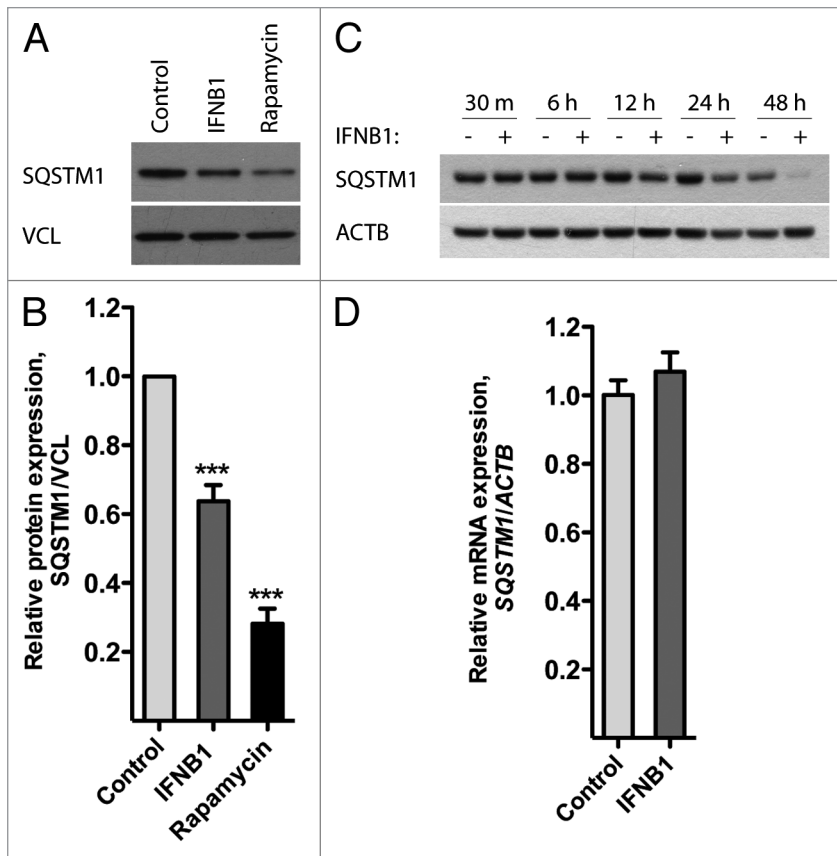 A
Control
IFNB1
Rapamycin
SQSTM1
VCL
B
Relative protein expression,
SQSTM1/VCL
1.2
1.0
0.8
0.6
0.4
0.2
***
***
Control
IFNB1
Rapamycin
C
30 m 6 h 12 h 24 h 48 h
IFNB1: - + - + - + - + - +
SQSTM1
ACTB
D
Relative mRNA expression,
SQSTM1/ACTB
1.2
1.0
0.8
0.6
0.4
0.2
Control
IFNB1